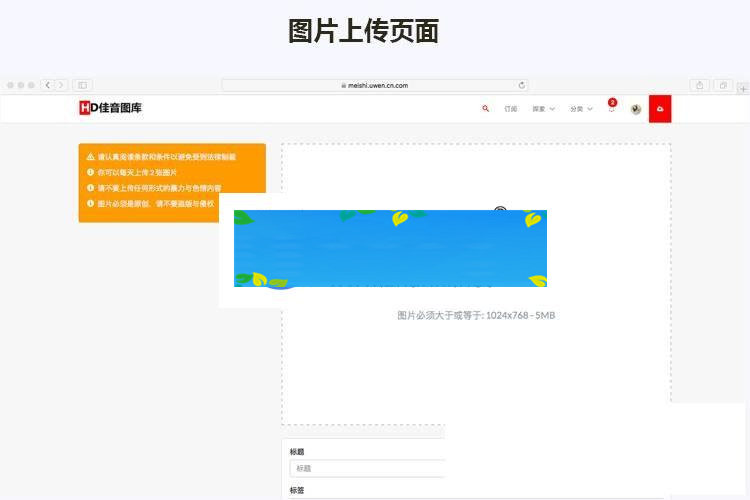 图片上传页面
meishi.uwen.cn.com
HD佳音图库
订阅
探索
分类
2
请认真阅读条款和条件以避免受到法律制裁
你可以每天上传 2 张图片
请不要上传任何形式的暴力与色情内容
图片必须是原创，请不要盗版与侵权
图片必须大于或等于: 1024x768 - 5MB
标题
标题
标签